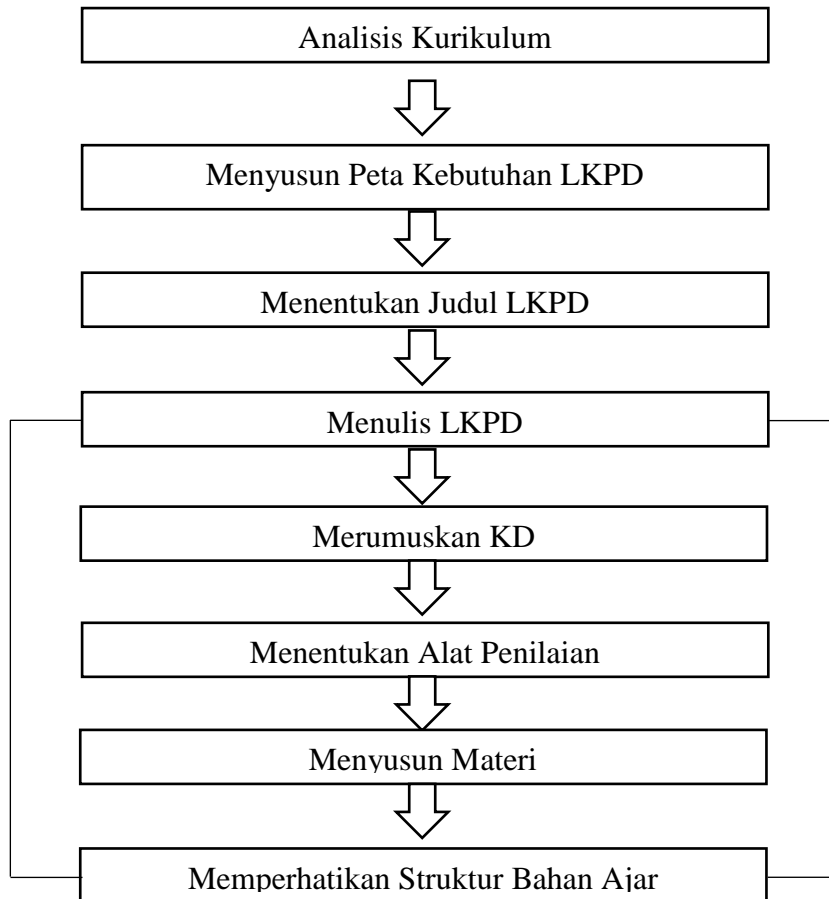 Analisis Kurikulum
Menyusun Peta Kebutuhan LKPD
Menentukan Judul LKPD
Menulis LKPD
Merumuskan KD
Menentukan Alat Penilaian
Menyusun Materi
Memperhatikan Struktur Bahan Ajar